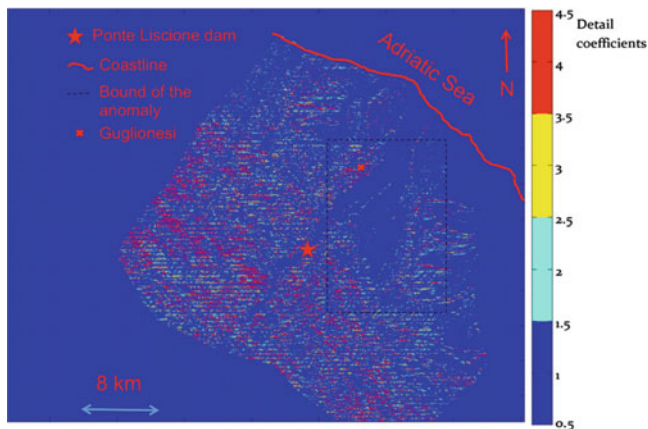 Ponte Liscione dam
Coastline
Bound of the
anomaly
Guglionesi
Adriatic Sea
N
8 km
Detail
coefficients
4.5
4
3.5
3
2.5
2
1.5
1
0.5